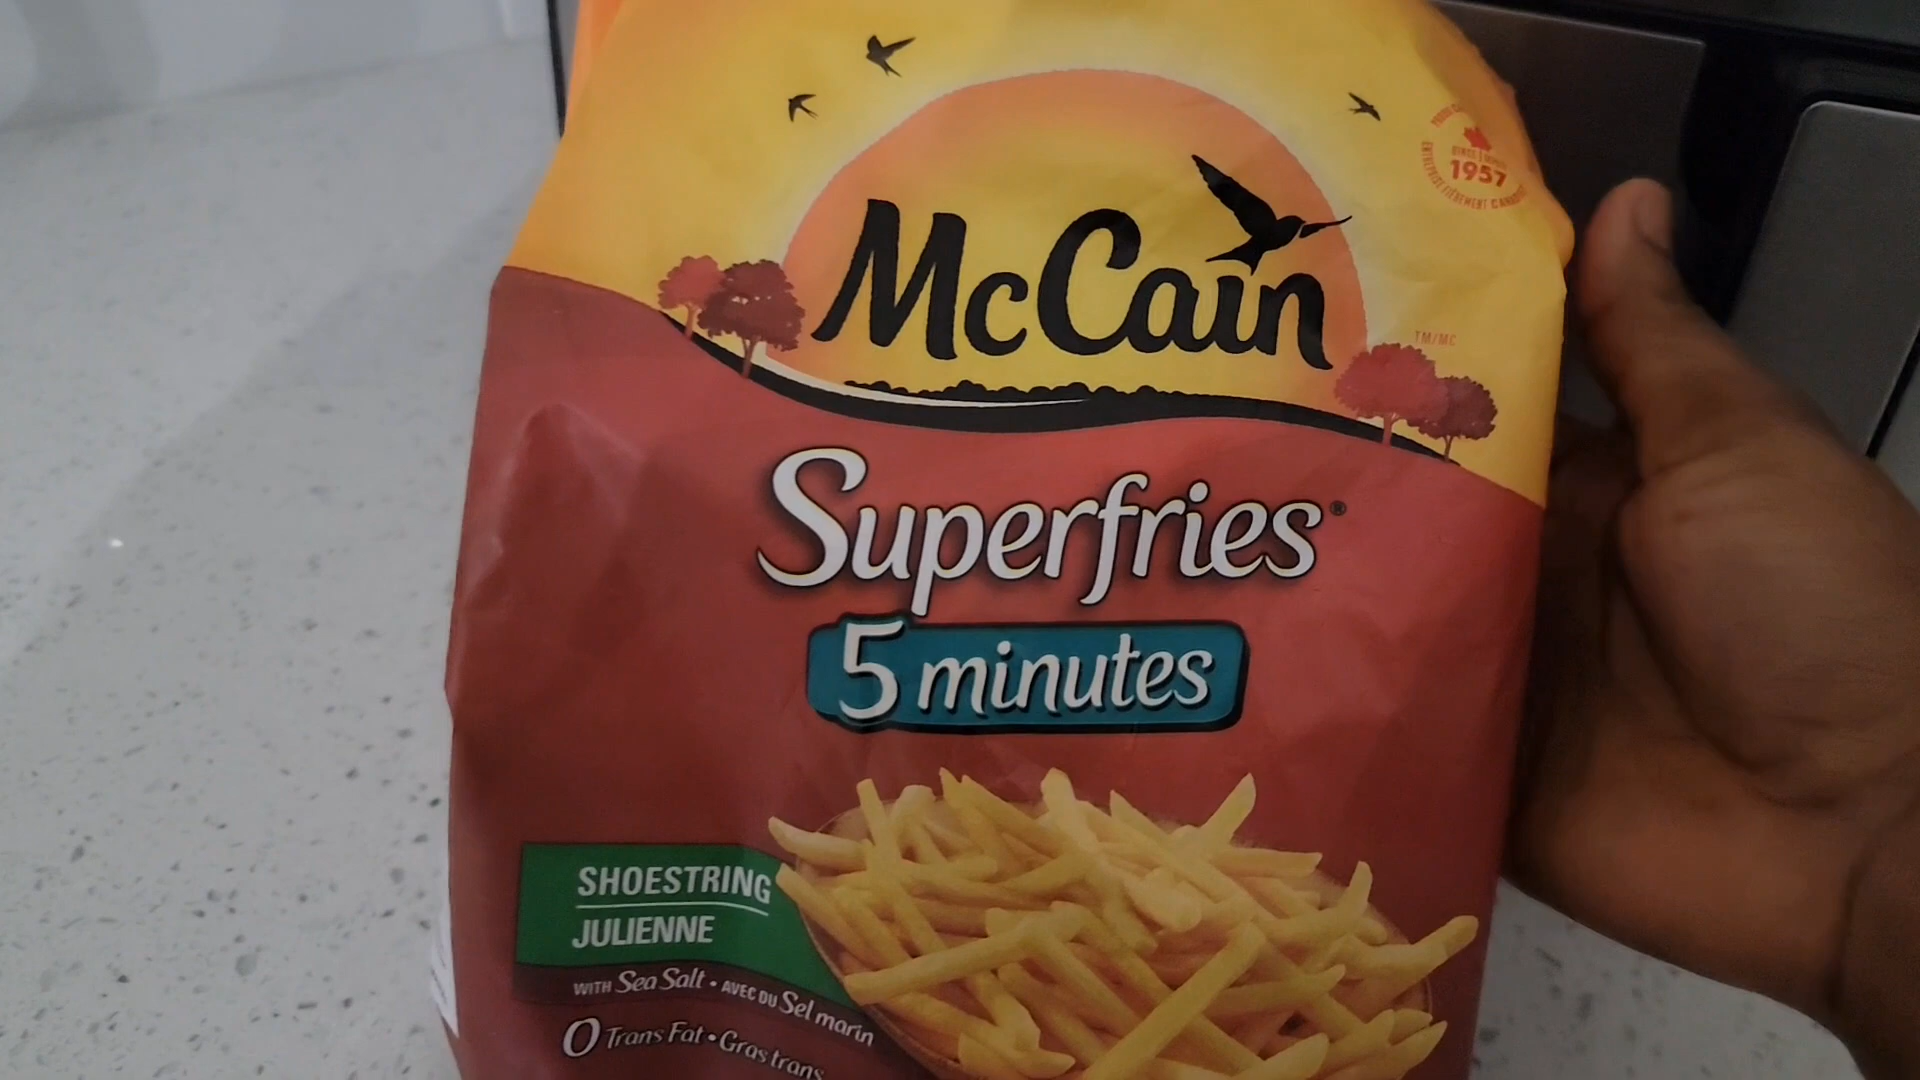 McCain
1957
TM/MC
Superfries®
5 minutes
SHOESTRING
JULIENNE
WITH Sea Salt • AVEC DU Sel marin
0 Trans Fat • Gras trans